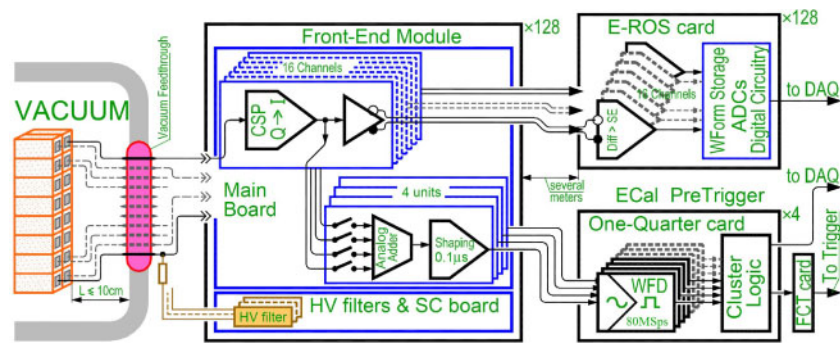 Front-End Module
×128
E-ROS card
×128
16 Channels
VACUUM
Vacuum Feedthrough
CSP
Q → I
Diff > SE
16 Channels
WForm Storage
ADCs
Digital Circuitry
to DAQ
Main
Board
4 units
several
meters
ECal PreTrigger
to DAQ
One-Quarter card
×4
Analog
Adder
Shaping
0.1µs
WFD
80MSps
Cluster
Logic
FCT card
To Trigger
L ⩽ 10cm
HV filter
HV filters & SC board